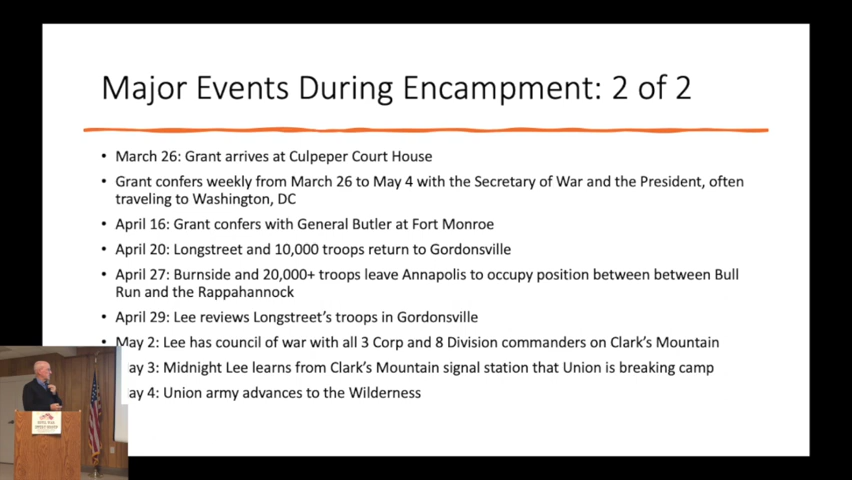 Major Events During Encampment: 2 of 2
• March 26: Grant arrives at Culpeper Court House
• Grant confers weekly from March 26 to May 4 with the Secretary of War and the President, often
traveling to Washington, DC
• April 16: Grant confers with General Butler at Fort Monroe
• April 20: Longstreet and 10,000 troops return to Gordonsville
• April 27: Burnside and 20,000+ troops leave Annapolis to occupy position between between Bull
Run and the Rappahannock
• April 29: Lee reviews Longstreet's troops in Gordonsville
• May 2: Lee has council of war with all 3 Corp and 8 Division commanders on Clark's Mountain
ay 3: Midnight Lee learns from Clark's Mountain signal station that Union is breaking camp
ay 4: Union army advances to the Wilderness